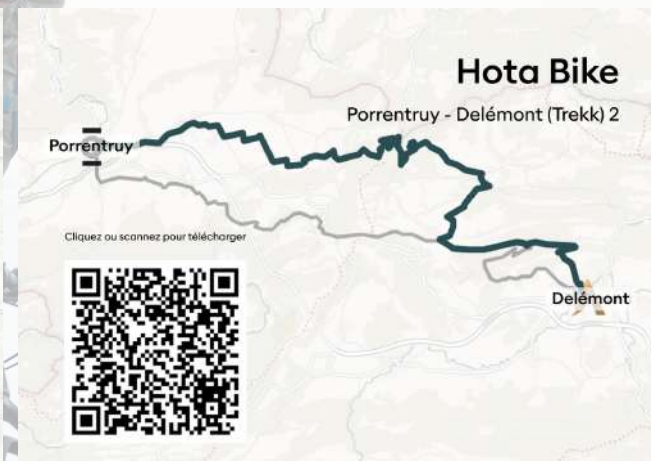 Hota Bike
Porrentruy - Delémont (Trekk) 2
Porrentruy
Cliquez ou scannez pour télécharger
Delémont